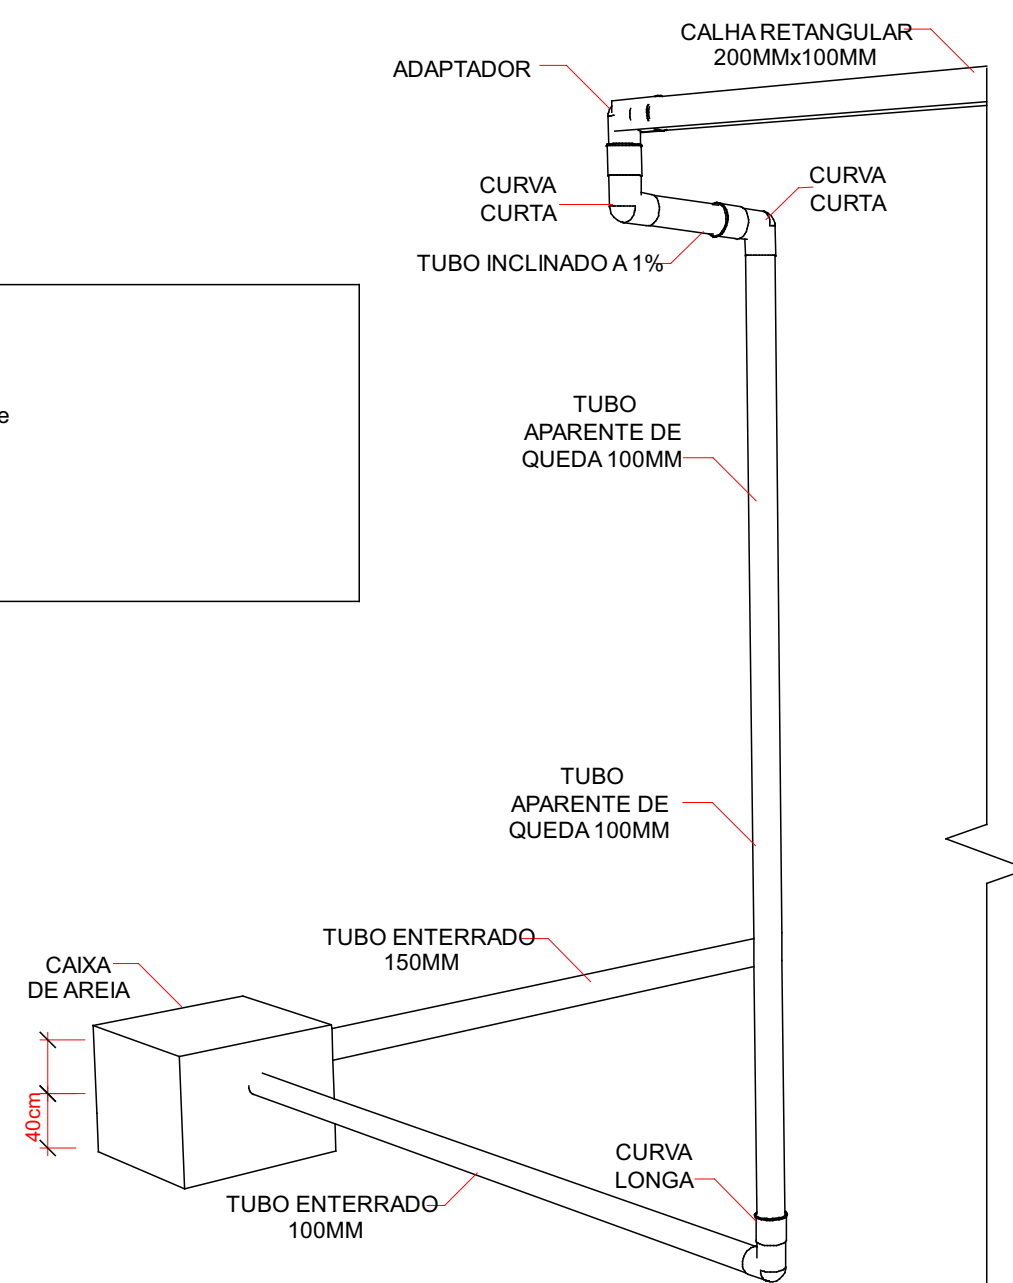 CALHA RETANGULAR
200MMx100MM
ADAPTADOR
CURVA
CURTA
CURVA
CURTA
TUBO INCLINADO A 1%
e
TUBO
APARENTE DE
QUEDA 100MM
TUBO
APARENTE DE
QUEDA 100MM
TUBO ENTERRADO
150MM
CAIXA
DE AREIA
40cm
CURVA
LONGA
TUBO ENTERRADO
100MM